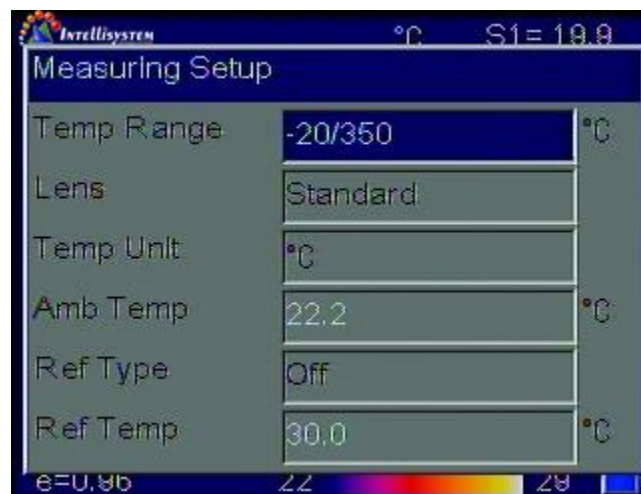 Intellisystem °C S1= 19.9
Measuring Setup
Temp Range -20/350 °C
Lens Standard
Temp Unit °C
Amb Temp 22.2 °C
Ref Type Off
Ref Temp 30.0 °C
e=0.96 22 29